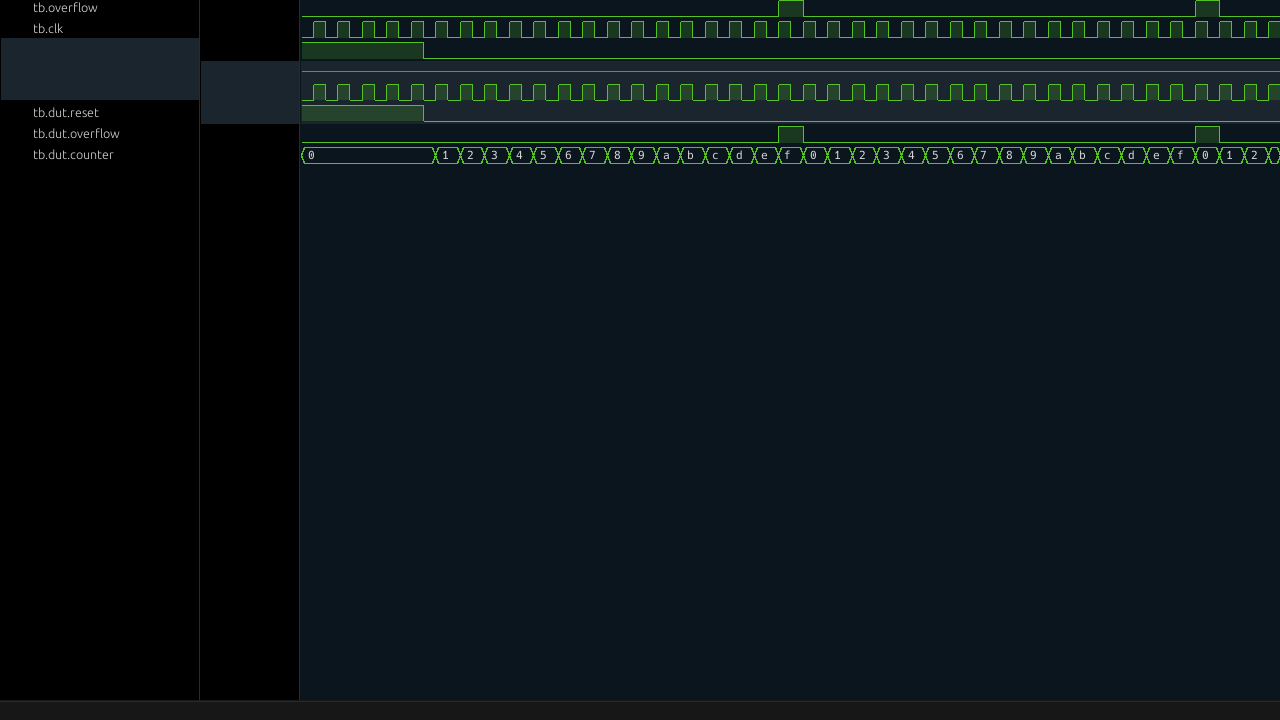 tb.overflow
tb.clk
tb.dut.reset
tb.dut.overflow
tb.dut.counter 0 1 2 3 4 5 6 7 8 9 a b c d e f 0 1 2 3 4 5 6 7 8 9 a b c d e f 0 1 2